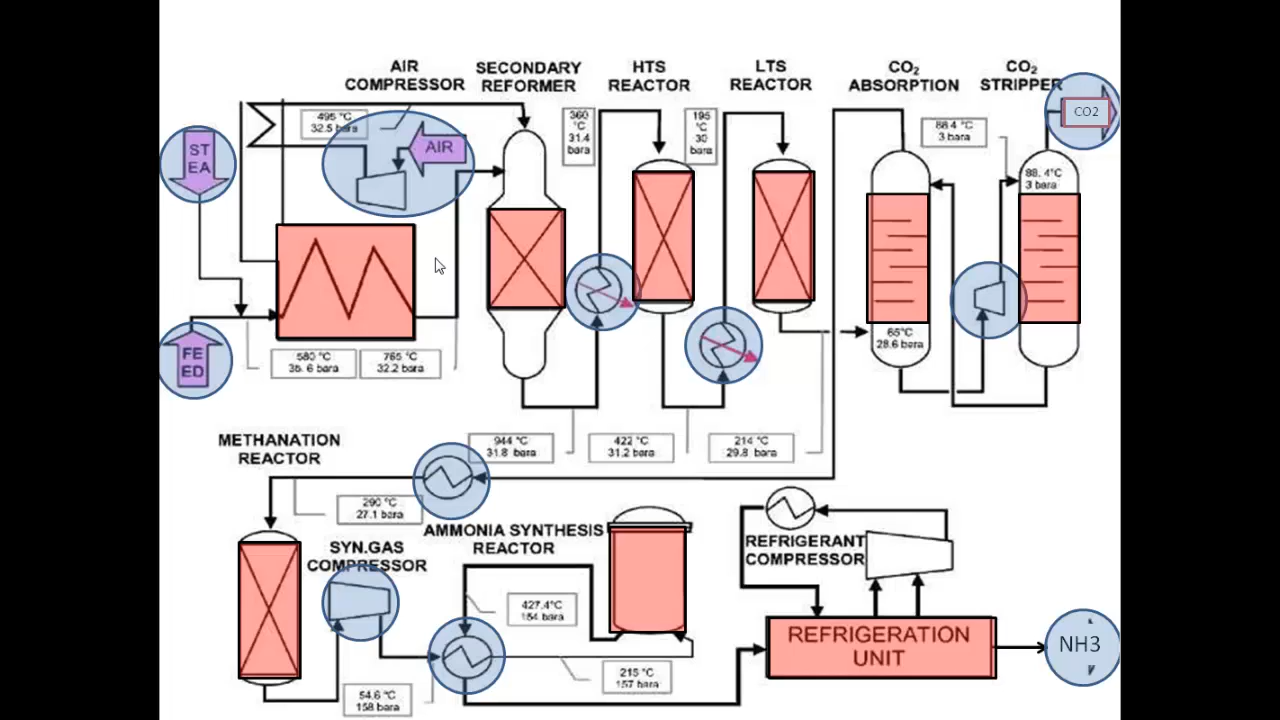 AIR
COMPRESSOR
SECONDARY
REFORMER
HTS
REACTOR
LTS
REACTOR
CO2
ABSORPTION
CO2
STRIPPER
CO2
495 °C
32.5 bara
360
°C
31.4
bara
195
°C
30
bara
88.4 °C
3 bara
88. 4°C
3 bara
ST
EA
AIR
FE
ED
580 °C
35. 6 bara
765 °C
32.2 bara
65°C
28.6 bara
944 °C
31.8 bara
422 °C
31.2 bara
214 °C
29.8 bara
METHANATION
REACTOR
290 °C
27.1 bara
SYN.GAS
COMPRESSOR
AMMONIA SYNTHESIS
REACTOR
427.4°C
154 bara
215 °C
157 bara
54.6 °C
158 bara
REFRIGERANT
COMPRESSOR
REFRIGERATION
UNIT
NH3